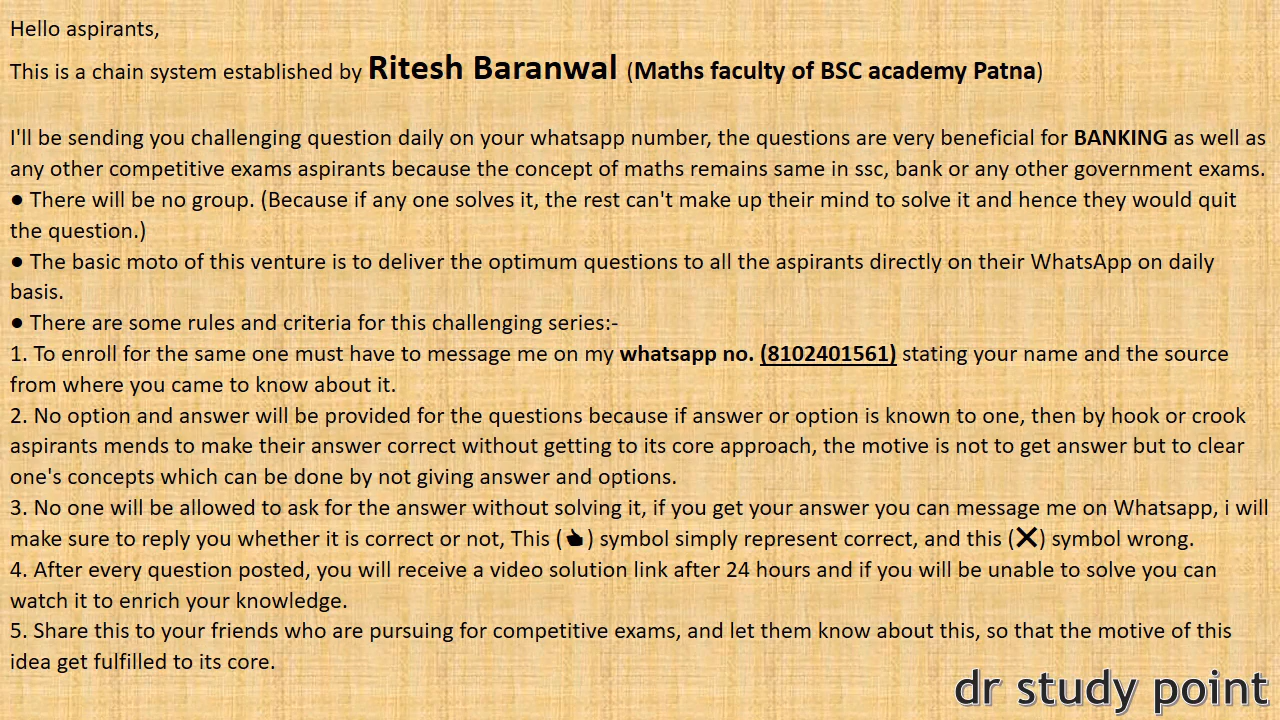 Hello aspirants,
This is a chain system established by Ritesh Baranwal (Maths faculty of BSC academy Patna)
I'll be sending you challenging question daily on your whatsapp number, the questions are very beneficial for BANKING as well as
any other competitive exams aspirants because the concept of maths remains same in ssc, bank or any other government exams.
● There will be no group. (Because if any one solves it, the rest can't make up their mind to solve it and hence they would quit
the question.)
● The basic moto of this venture is to deliver the optimum questions to all the aspirants directly on their WhatsApp on daily
basis.
● There are some rules and criteria for this challenging series:-
1. To enroll for the same one must have to message me on my whatsapp no. (8102401561) stating your name and the source
from where you came to know about it.
2. No option and answer will be provided for the questions because if answer or option is known to one, then by hook or crook
aspirants mends to make their answer correct without getting to its core approach, the motive is not to get answer but to clear
one's concepts which can be done by not giving answer and options.
3. No one will be allowed to ask for the answer without solving it, if you get your answer you can message me on Whatsapp, i will
make sure to reply you whether it is correct or not, This (👍) symbol simply represent correct, and this (❌) symbol wrong.
4. After every question posted, you will receive a video solution link after 24 hours and if you will be unable to solve you can
watch it to enrich your knowledge.
5. Share this to your friends who are pursuing for competitive exams, and let them know about this, so that the motive of this
idea get fulfilled to its core.
dr study point